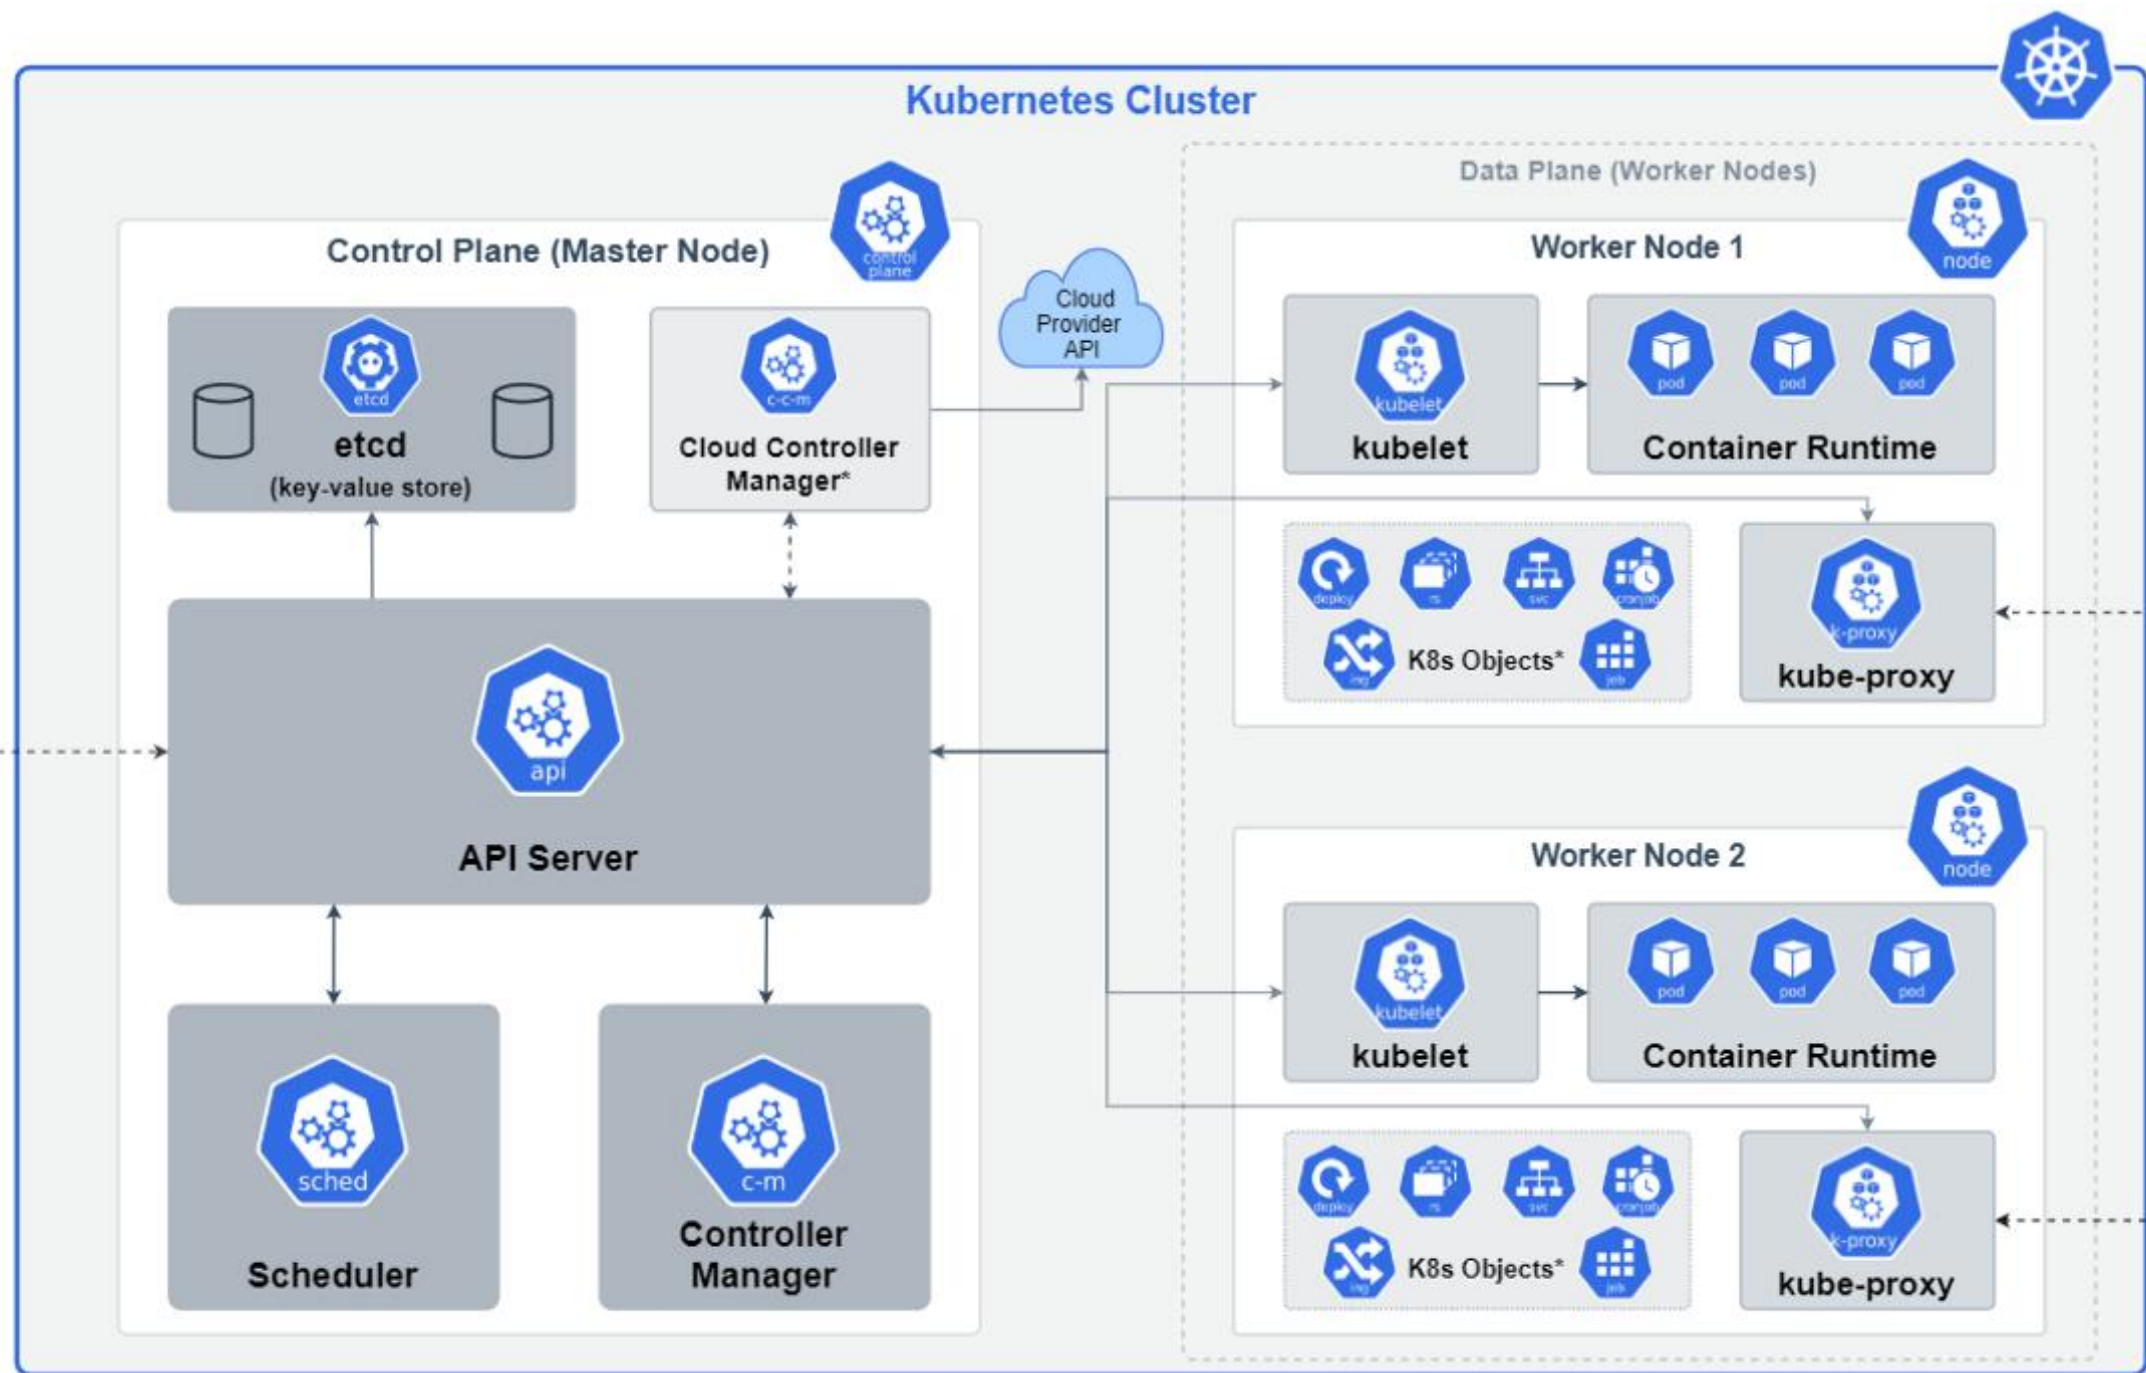 Kubernetes Cluster
Control Plane (Master Node)
control
plane
etcd
etcd
(key-value store)
c-c-m
Cloud Controller
Manager*
Cloud
Provider
API
api
API Server
sched
Scheduler
c-m
Controller
Manager
Data Plane (Worker Nodes)
Worker Node 1
node
kubelet
kubelet
pod
pod
pod
Container Runtime
deploy
rs
svc
cronjob
ing
K8s Objects*
job
k-proxy
kube-proxy
Worker Node 2
node
kubelet
kubelet
pod
pod
pod
Container Runtime
deploy
rs
svc
cronjob
ing
K8s Objects*
job
k-proxy
kube-proxy